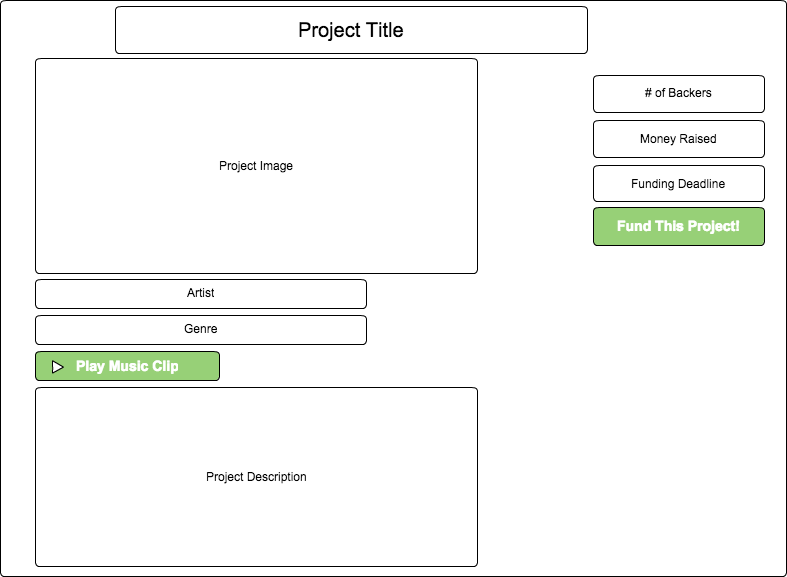 Project Title
Project Image
# of Backers
Money Raised
Funding Deadline
Fund This Project!
Artist
Genre
Play Music Clip
Project Description